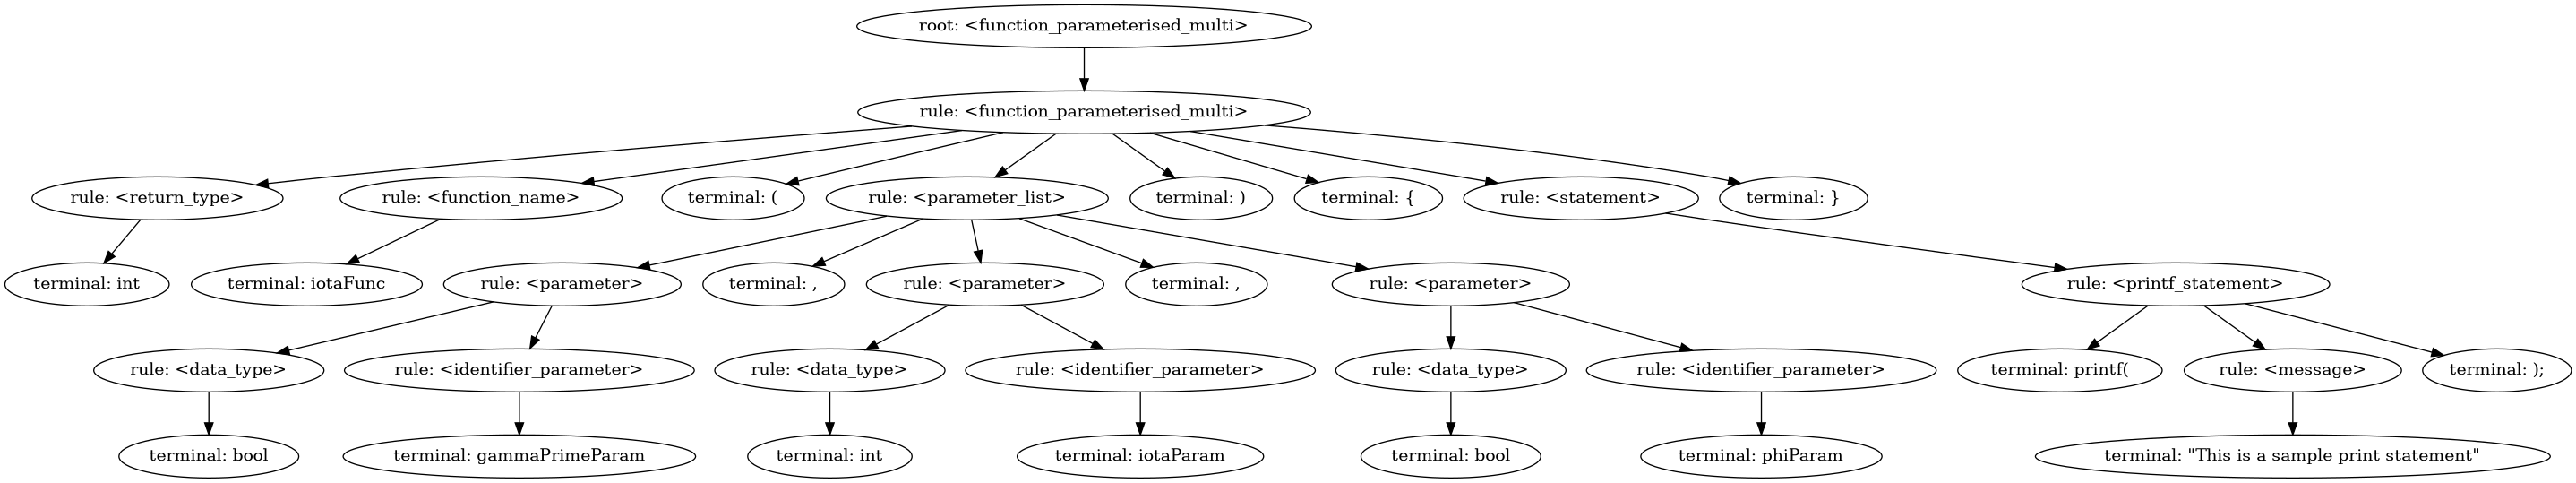 root: <function_parameterised_multi>
rule: <function_parameterised_multi>
rule: <return_type>
rule: <function_name>
terminal: (
rule: <parameter_list>
terminal: )
terminal: {
rule: <statement>
terminal: }
terminal: int
terminal: iotaFunc
rule: <parameter>
terminal: ,
rule: <parameter>
terminal: ,
rule: <parameter>
rule: <printf_statement>
rule: <data_type>
rule: <identifier_parameter>
rule: <data_type>
rule: <identifier_parameter>
rule: <data_type>
rule: <identifier_parameter>
terminal: printf(
rule: <message>
terminal: );
terminal: bool
terminal: gammaPrimeParam
terminal: int
terminal: iotaParam
terminal: bool
terminal: phiParam
terminal: "This is a sample print statement"